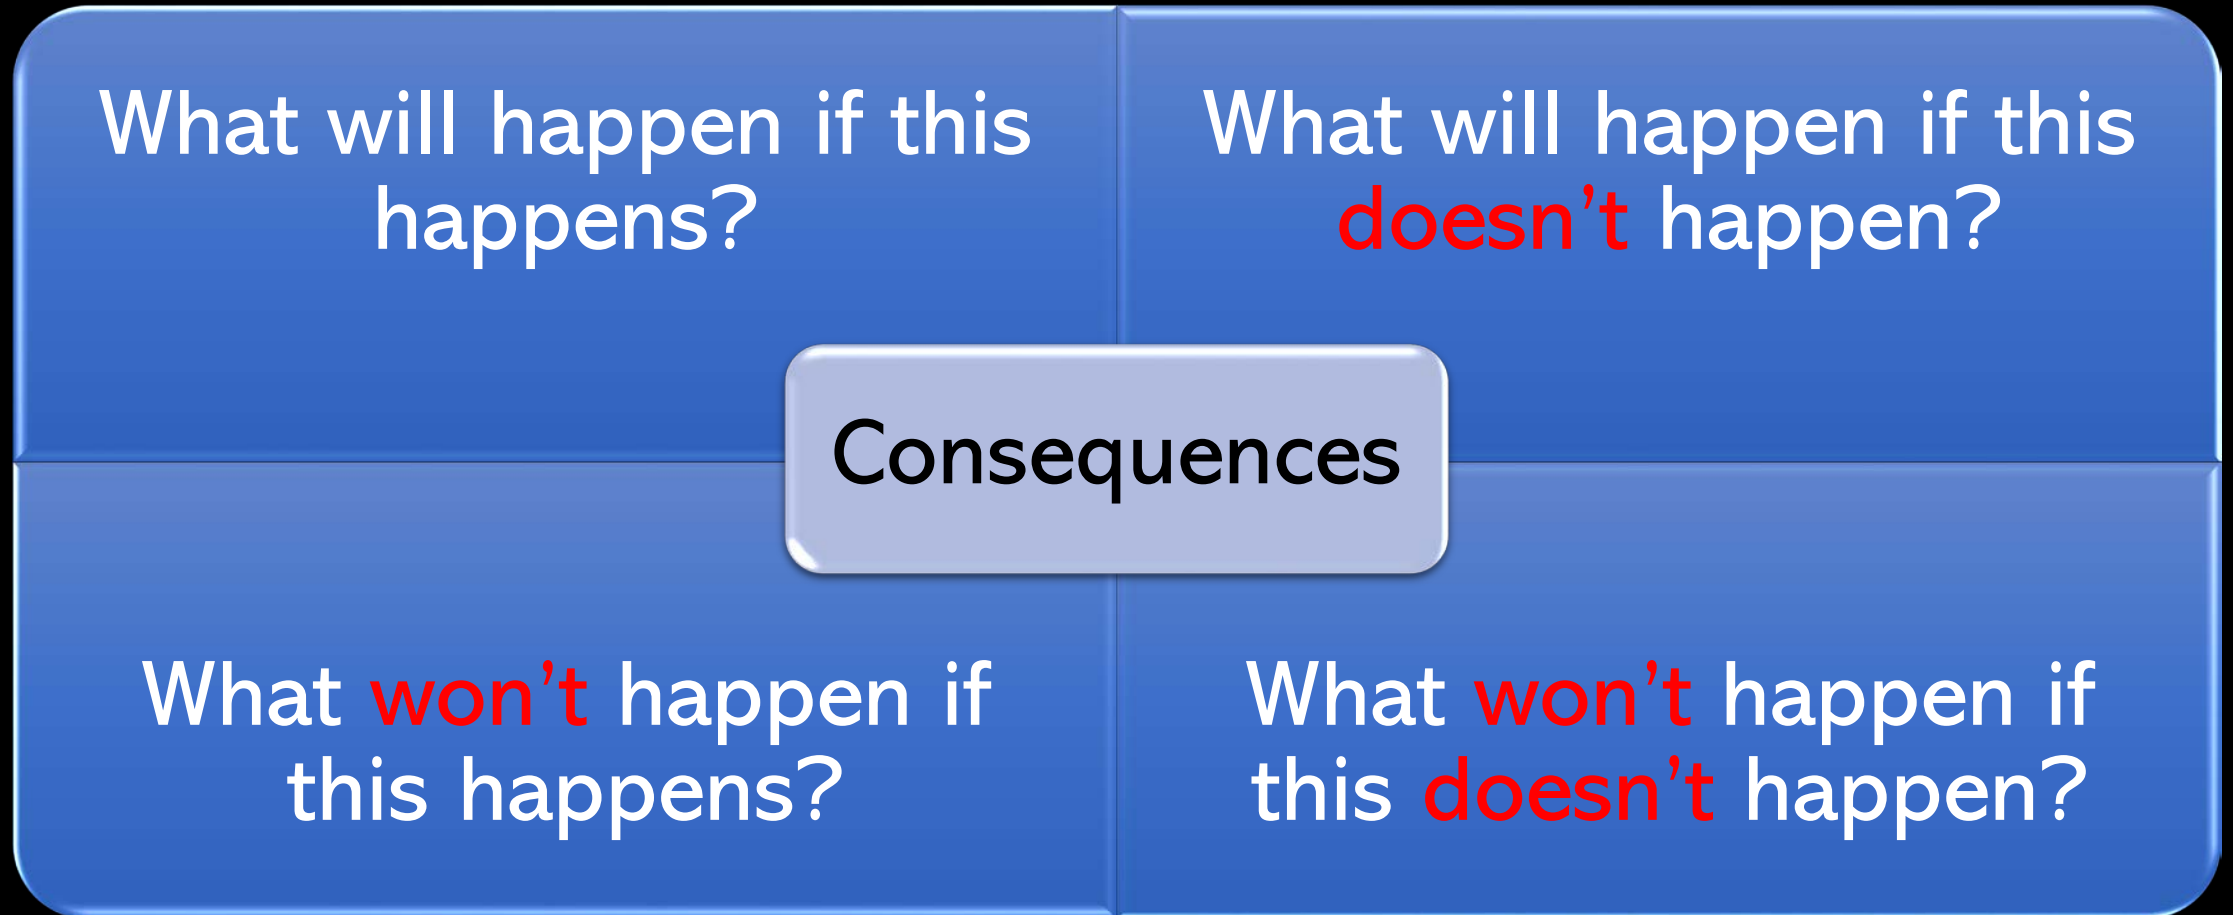 What will happen if this
happens?
What will happen if this
doesn’t happen?
Consequences
What won’t happen if
this happens?
What won’t happen if
this doesn’t happen?